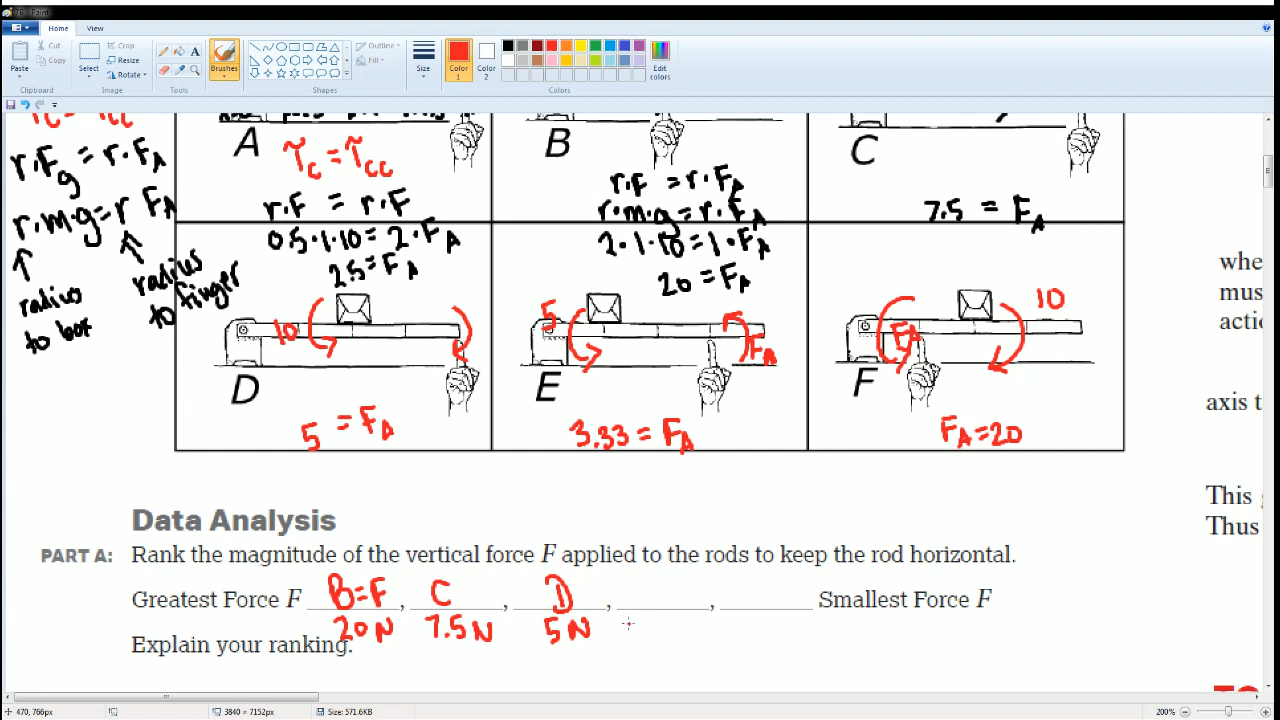 7B - Paint
Home View
Cut
Copy
Paste
Clipboard
Crop
Resize
Rotate
Select
Image
Tools
Brushes
Shapes
Outline
Fill
Size
Color 1
Color 2
Edit colors
Colors
τc = τcc
r·Fg = r·FA
r·m·g = r FA
radius to box
radius to finger
A
τc = τcc
r·F = r·F
0.5·1·10 = 2·FA
2.5 = FA
B
r·F = r·FA
r·m·g = r·FA
2·1·10 = 1·FA
20 = FA
C
7.5 = FA
10
D
5 = FA
5
FA
E
3.33 = FA
FA
10
F
FA = 20
whe
mus
actio
axis t
This
Thus
Data Analysis
PART A: Rank the magnitude of the vertical force F applied to the rods to keep the rod horizontal.
Greatest Force F B=F, C, D, ____, ____ Smallest Force F
20N 7.5N 5N
Explain your ranking.
470, 766px
3840 × 7152px
Size: 571.6KB
200%